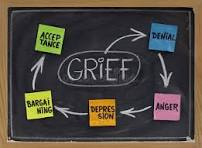 GRIEF
DENIAL
ANGER
DEPRES
SION
BARGAI
NING
ACCEP
TANCE